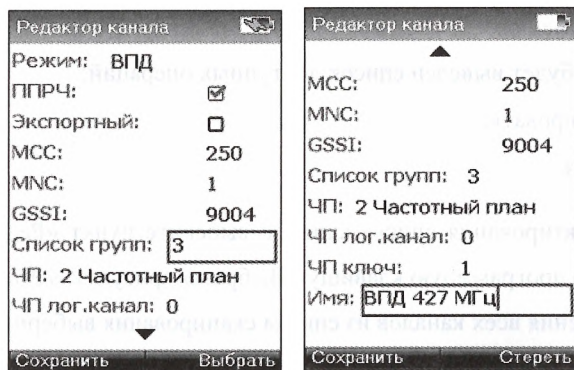 Редактор канала
Режим: ВПД
ППРЧ:
Экспортный:
MCC: 250
MNC: 1
GSSI: 9004
Список групп: 3
ЧП: 2 Частотный план
ЧП лог.канал: 0
Сохранить Выбрать
Редактор канала
MCC: 250
MNC: 1
GSSI: 9004
Список групп: 3
ЧП: 2 Частотный план
ЧП лог.канал: 0
ЧП ключ: 1
Имя: ВПД 427 МГц
Сохранить Стереть